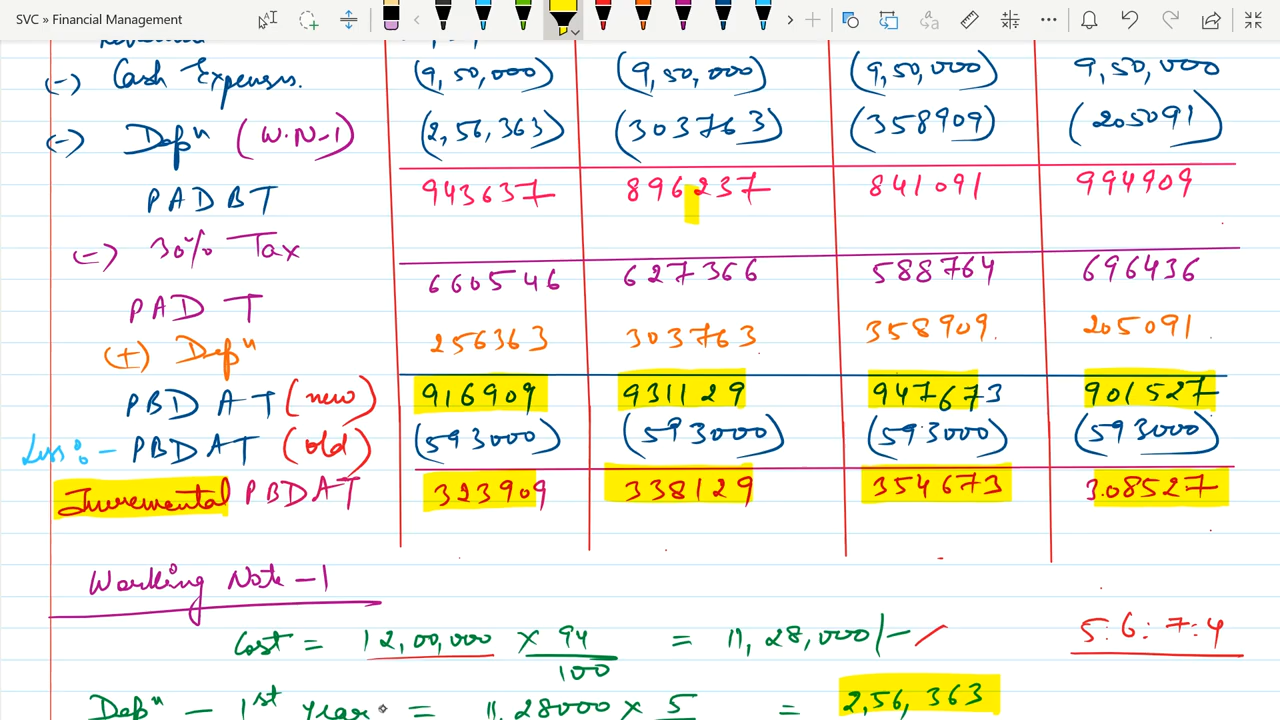 SVC » Financial Management
(-) Cash Expenses. (9,50,000) (9,50,000) (9,50,000) 9,50,000
(-) Depⁿ (W.N-1) (2,56,363) (303763) (358909) (205091)
PADBT 943637 896237 841091 994909
(-) 30% Tax
PADT 660546 627366 588764 696436
(+) Depⁿ 256363 303763 358909. 205091
PBDAT (new) 916909 931129 947673 901527
Less:- PBDAT (old) (593000) (593000) (593000) (593000)
Incremental PBDAT 323909 338129 354673 308527
Working Note-1
Cost = 12,00,000 × 94/100 = 11,28,000/-
5:6:7:4
Depⁿ - 1st year = 11,28000 × 5 = 2,56,363